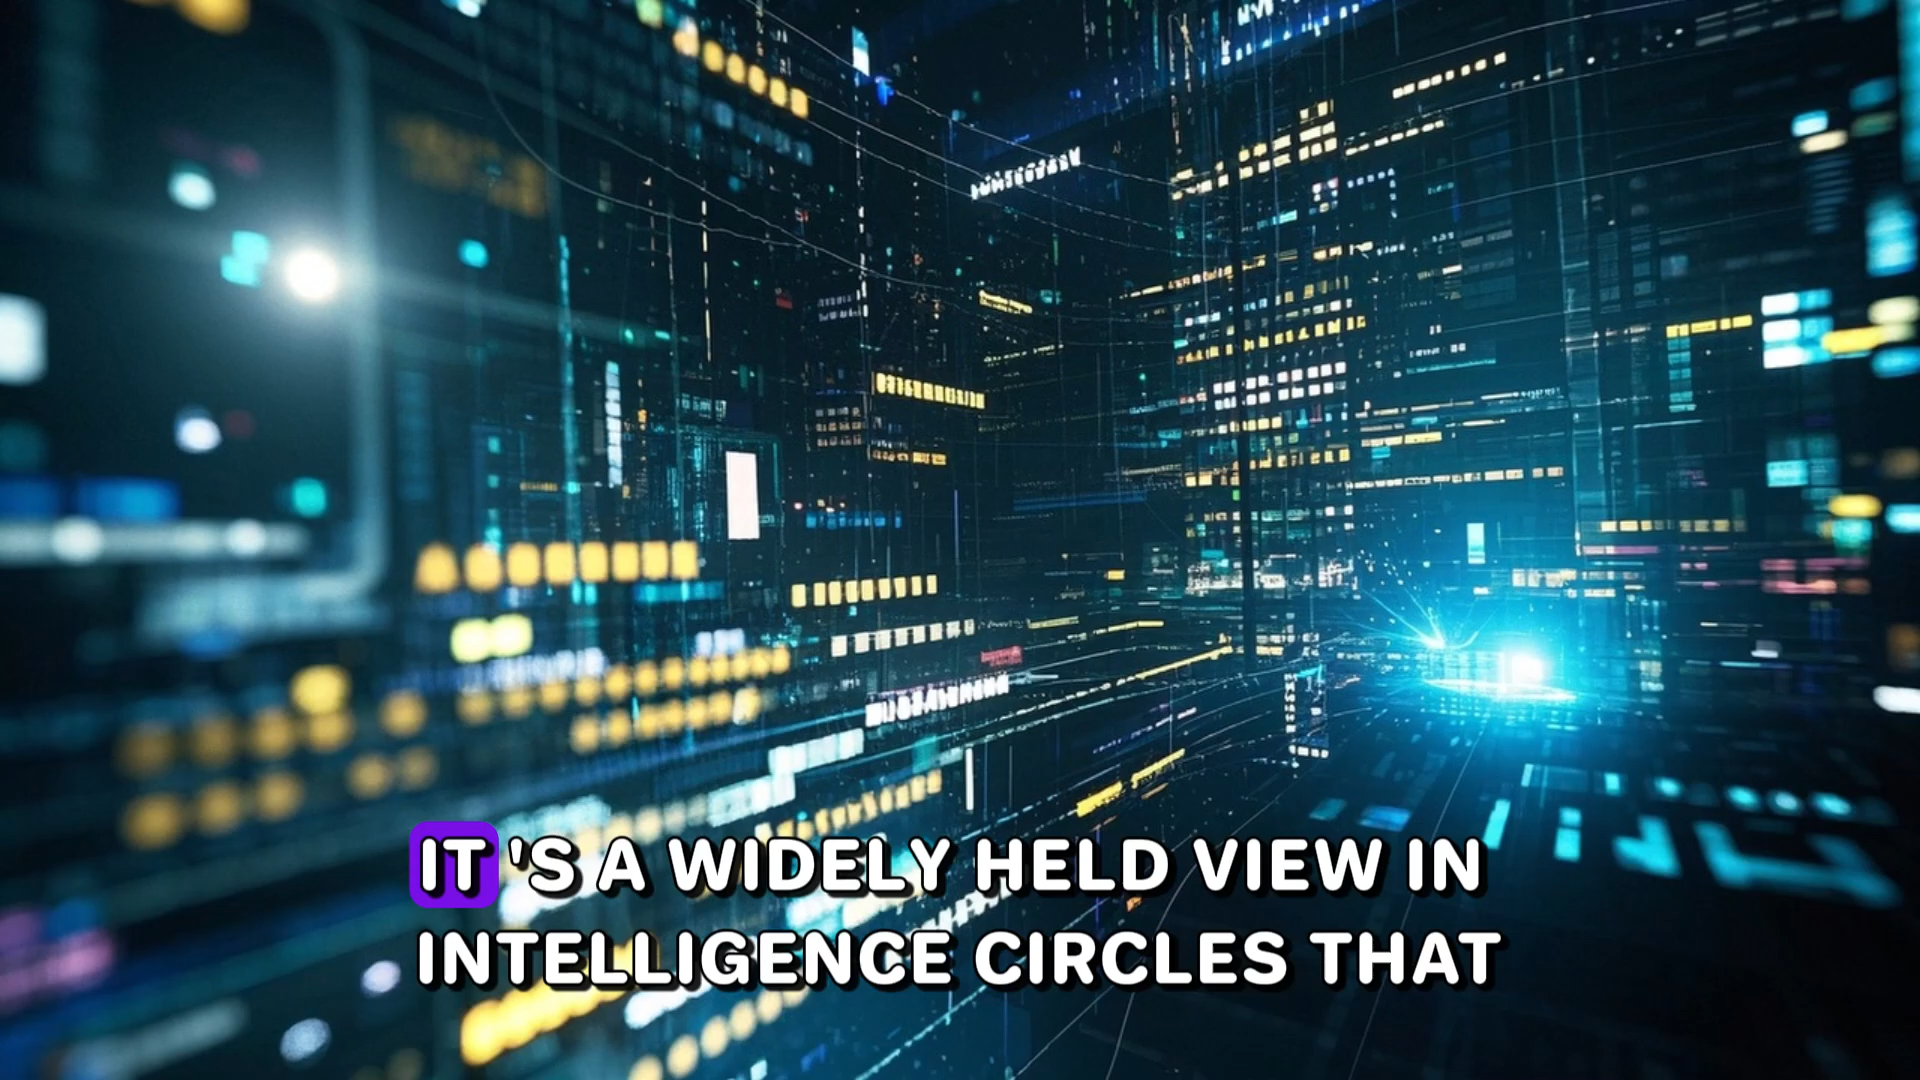 IT 'S A WIDELY HELD VIEW IN
INTELLIGENCE CIRCLES THAT